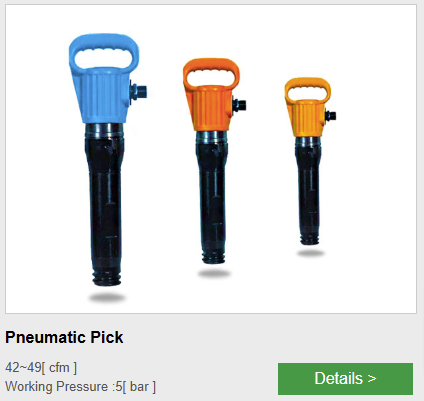 Pneumatic Pick
42~49[ cfm ]
Working Pressure :5[ bar ]
Details >